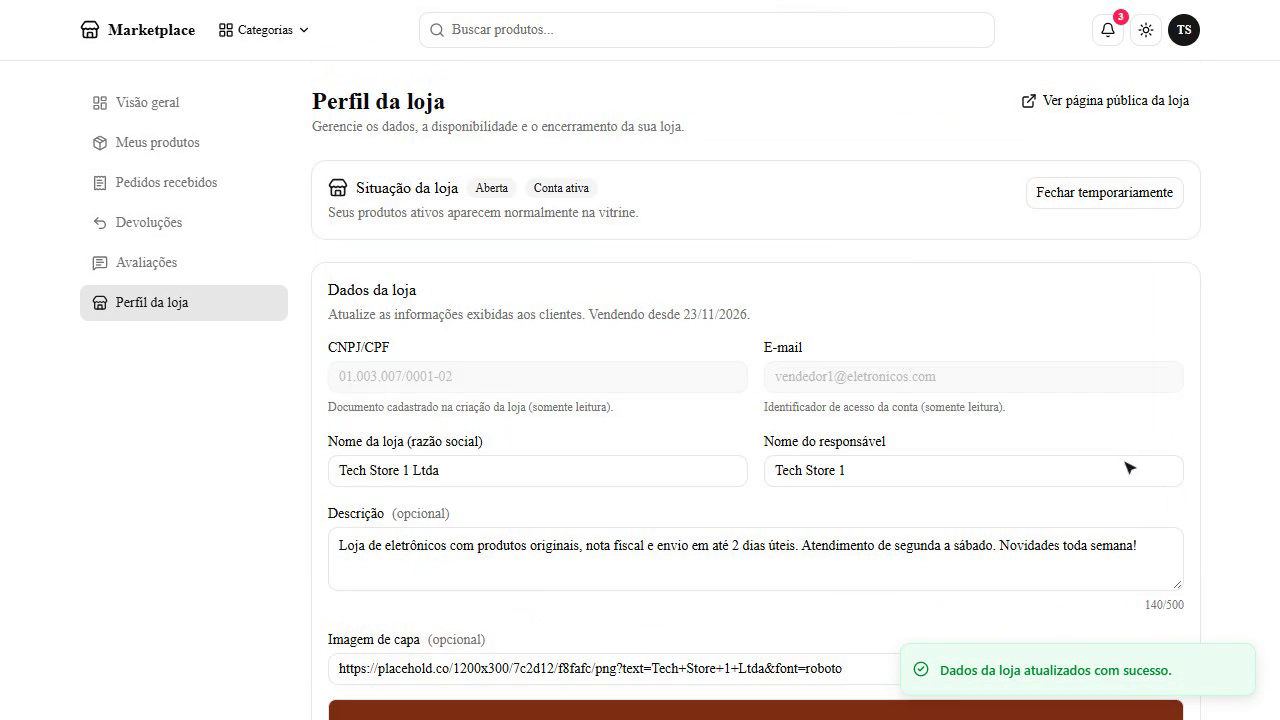 Marketplace
Categorias
Buscar produtos...
3
TS
Visão geral
Meus produtos
Pedidos recebidos
Devoluções
Avaliações
Perfil da loja
Perfil da loja
Ver página pública da loja
Gerencie os dados, a disponibilidade e o encerramento da sua loja.
Situação da loja Aberta Conta ativa
Fechar temporariamente
Seus produtos ativos aparecem normalmente na vitrine.
Dados da loja
Atualize as informações exibidas aos clientes. Vendendo desde 23/11/2026.
CNPJ/CPF
E-mail
01.003.007/0001-02
vendedor1@eletronicos.com
Documento cadastrado na criação da loja (somente leitura).
Identificador de acesso da conta (somente leitura).
Nome da loja (razão social)
Nome do responsável
Tech Store 1 Ltda
Tech Store 1
Descrição (opcional)
Loja de eletrônicos com produtos originais, nota fiscal e envio em até 2 dias úteis. Atendimento de segunda a sábado. Novidades toda semana!
140/500
Imagem de capa (opcional)
https://placehold.co/1200x300/7c2d12/f8fafc/png?text=Tech+Store+1+Ltda&font=roboto
Dados da loja atualizados com sucesso.